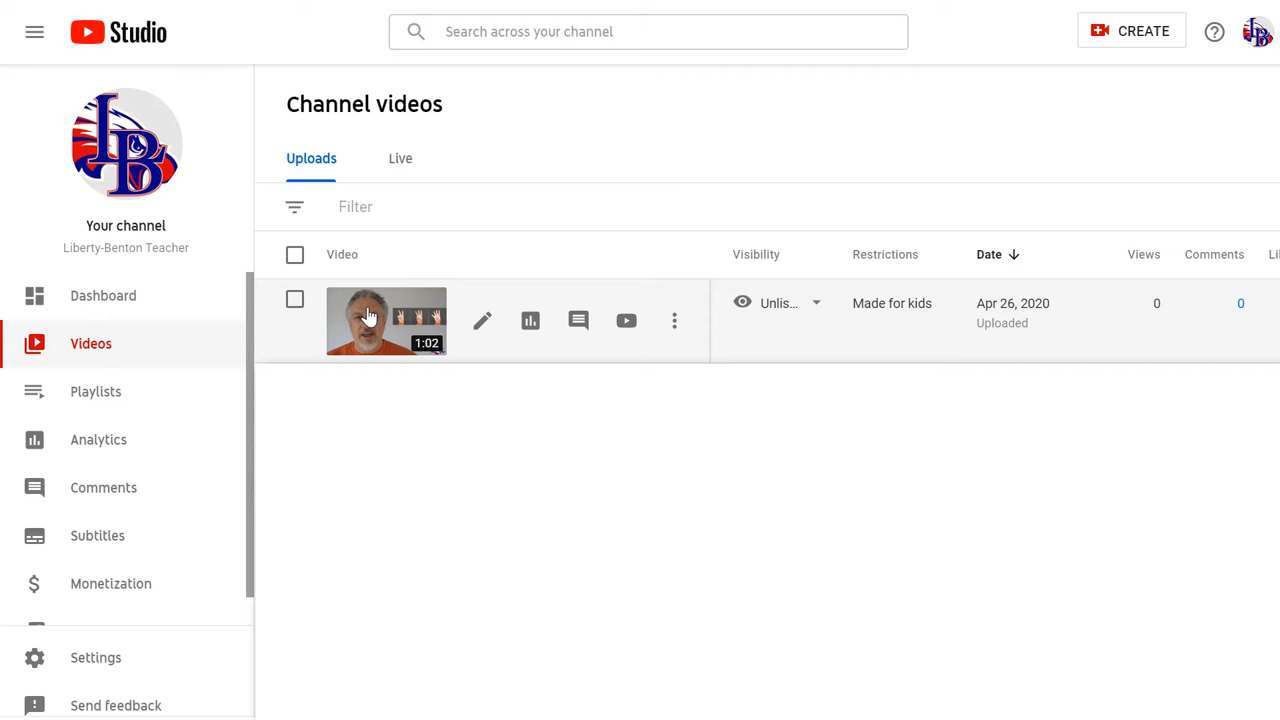 Studio
Search across your channel
CREATE
Channel videos
Uploads
Live
Filter
LB
Your channel
Liberty-Benton Teacher
Dashboard
Videos
Playlists
Analytics
Comments
Subtitles
Monetization
Settings
Send feedback
Video
Visibility
Restrictions
Date
Views
Comments
Li
1:02
Unlis...
Made for kids
Apr 26, 2020
Uploaded
0
0